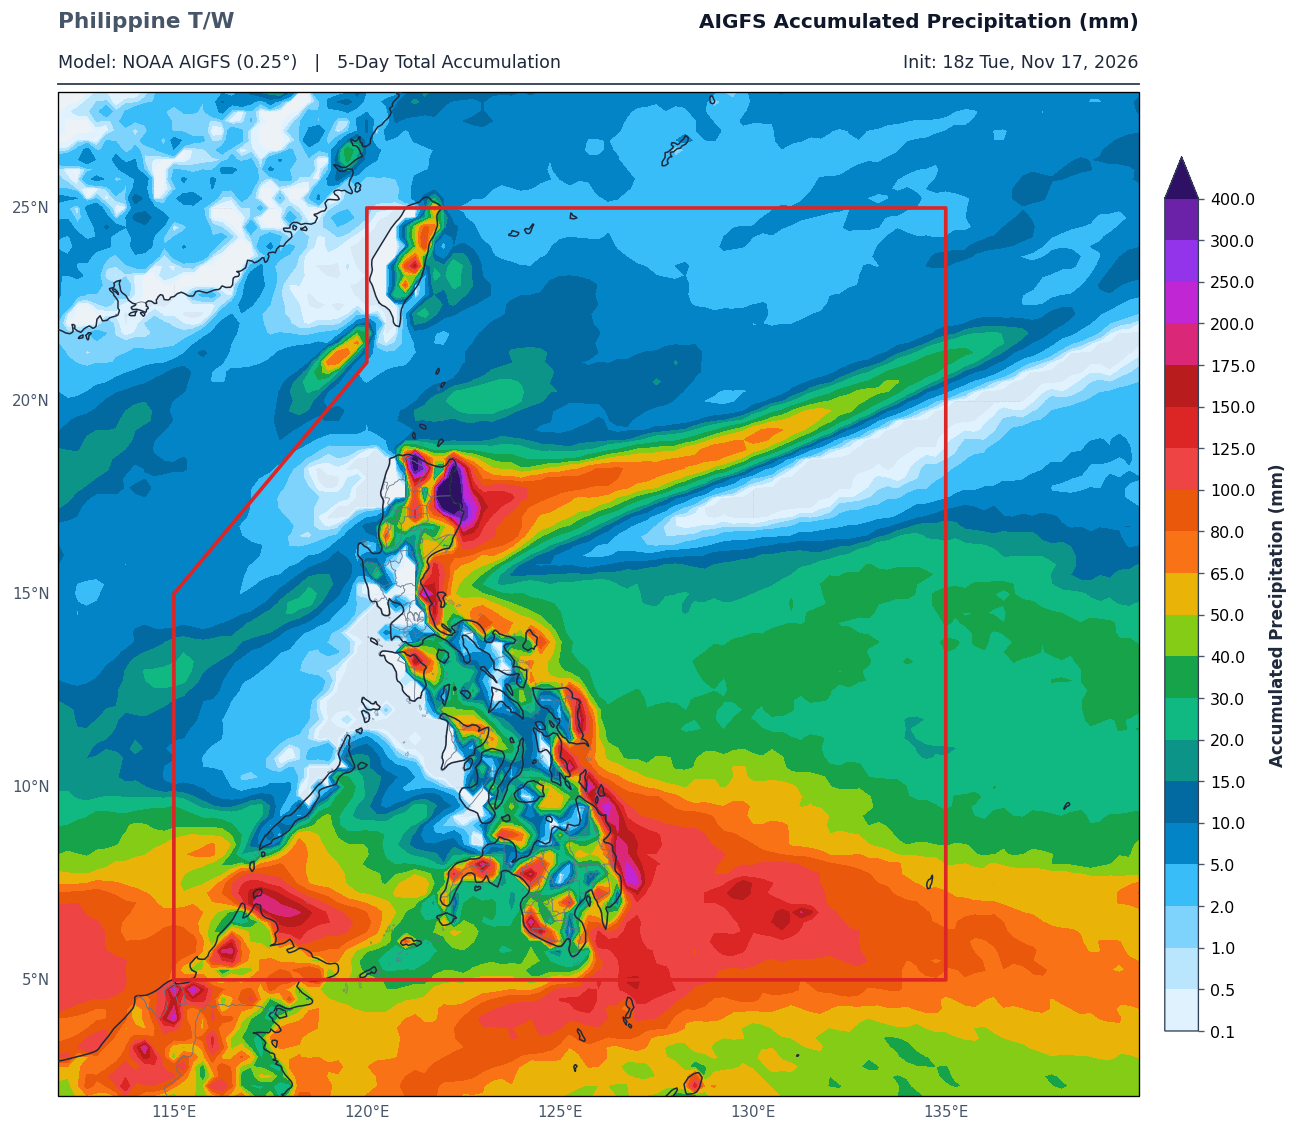 Philippine T/W
AIGFS Accumulated Precipitation (mm)
Model: NOAA AIGFS (0.25°)   |   5-Day Total Accumulation
Init: 18z Tue, Nov 17, 2026
25°N
20°N
15°N
10°N
5°N
115°E
120°E
125°E
130°E
135°E
400.0
300.0
250.0
200.0
175.0
150.0
125.0
100.0
80.0
65.0
50.0
40.0
30.0
20.0
15.0
10.0
5.0
2.0
1.0
0.5
0.1
Accumulated Precipitation (mm)